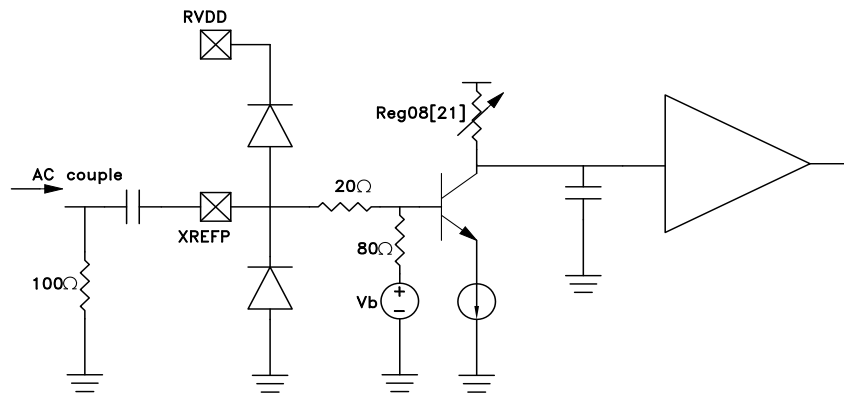 RVDD
Reg08[21]
AC couple
20Ω
XREFP
80Ω
100Ω
Vb
+
−